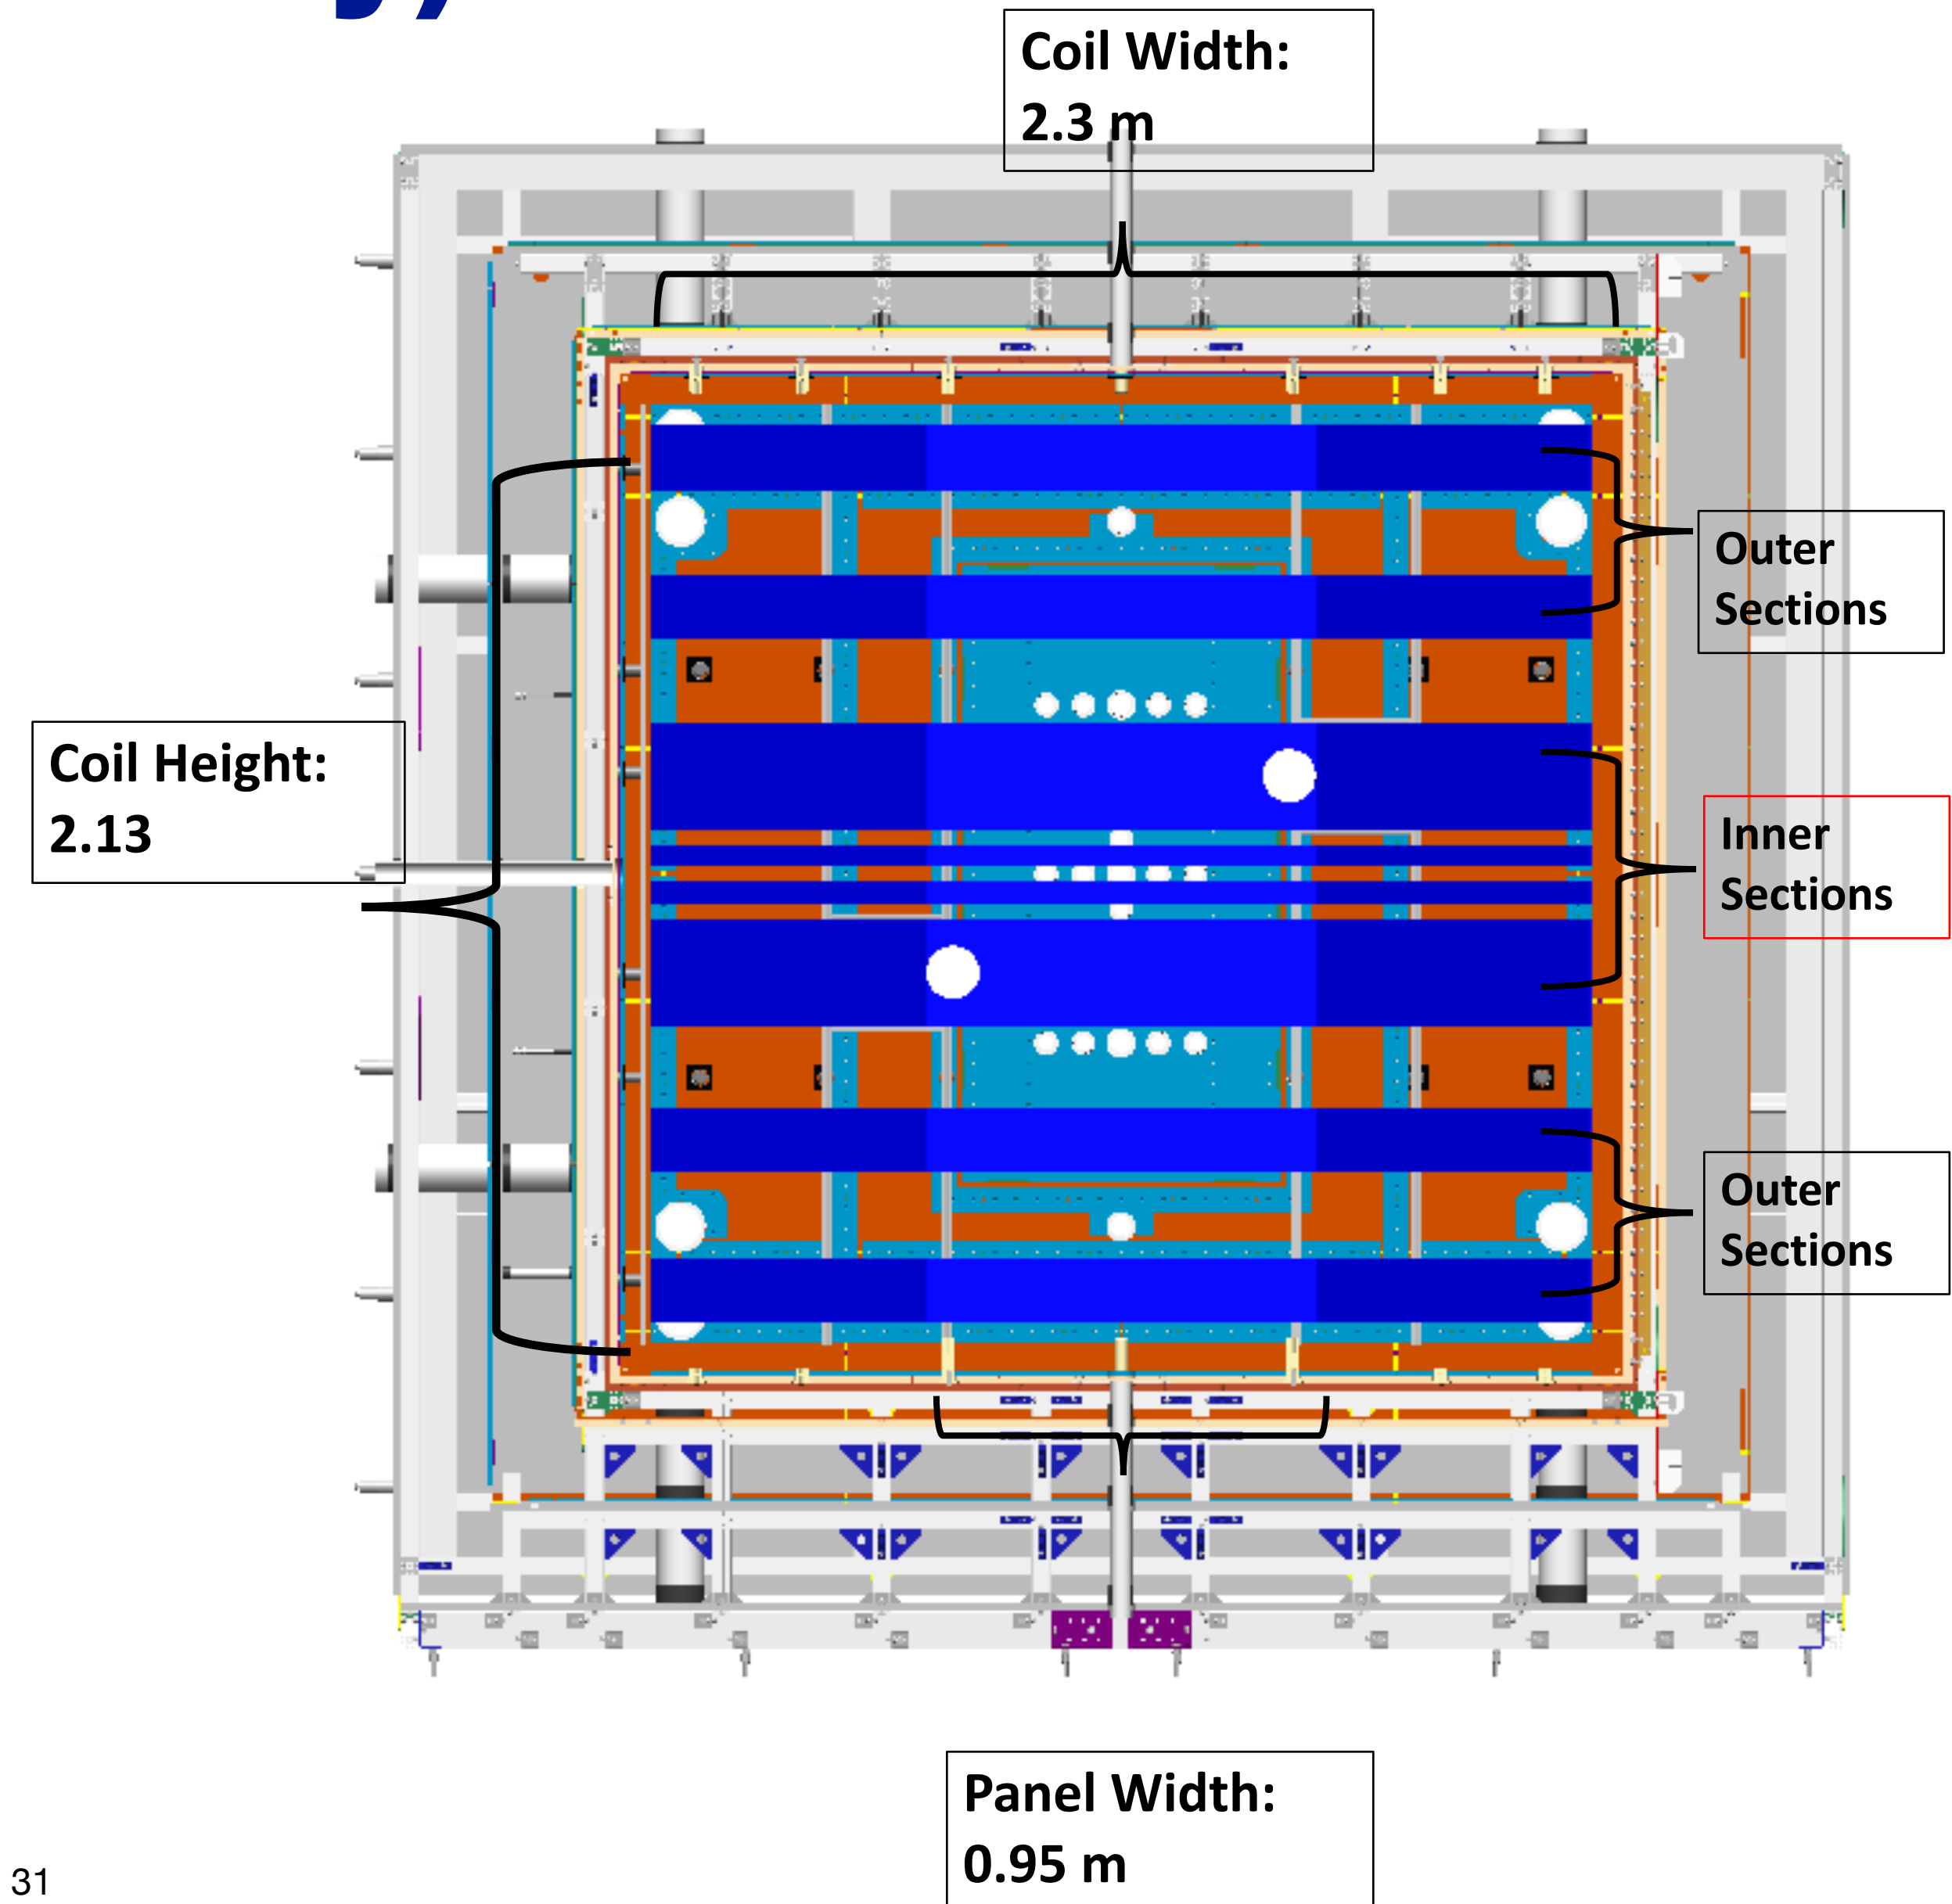 Coil Width:
2.3 m
Outer
Sections
Coil Height:
2.13
Inner
Sections
Outer
Sections
Panel Width:
0.95 m
31